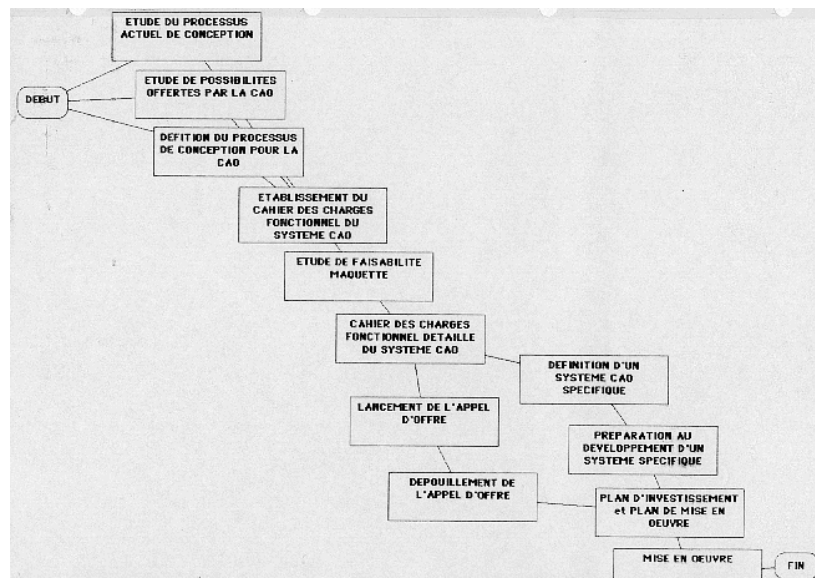 ETUDE DU PROCESSUS
ACTUEL DE CONCEPTION
ETUDE DE POSSIBILITES
OFFERTES PAR LA CAO
DEBUT
DEFITION DU PROCESSUS
DE CONCEPTION POUR LA
CAO
ETABLISSEMENT DU
CAHIER DES CHARGES
FONCTIONNEL DU
SYSTEME CAO
ETUDE DE FAISABILITE
MAQUETTE
CAHIER DES CHARGES
FONCTIONNEL DETAILLE
DU SYSTEME CAO
DEFINITION D'UN
SYSTEME CAO
SPECIFIQUE
LANCEMENT DE L'APPEL
D'OFFRE
PREPARATION AU
DEVELOPPEMENT D'UN
SYSTEME SPECIFIQUE
DEPOUILLEMENT DE
L'APPEL D'OFFRE
PLAN D'INVESTISSEMENT
et PLAN DE MISE EN
OEUVRE
MISE EN OEUVRE
FIN